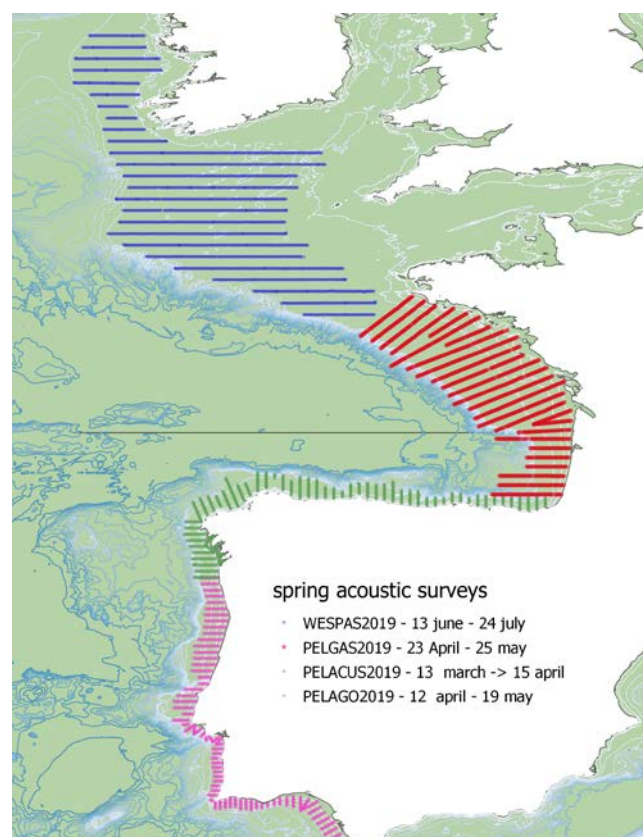 spring acoustic surveys
WESPAS2019 - 13 june - 24 july
PELGAS2019 - 23 April - 25 may
PELACUS2019 - 13 march -> 15 april
PELAGO2019 - 12 april - 19 may